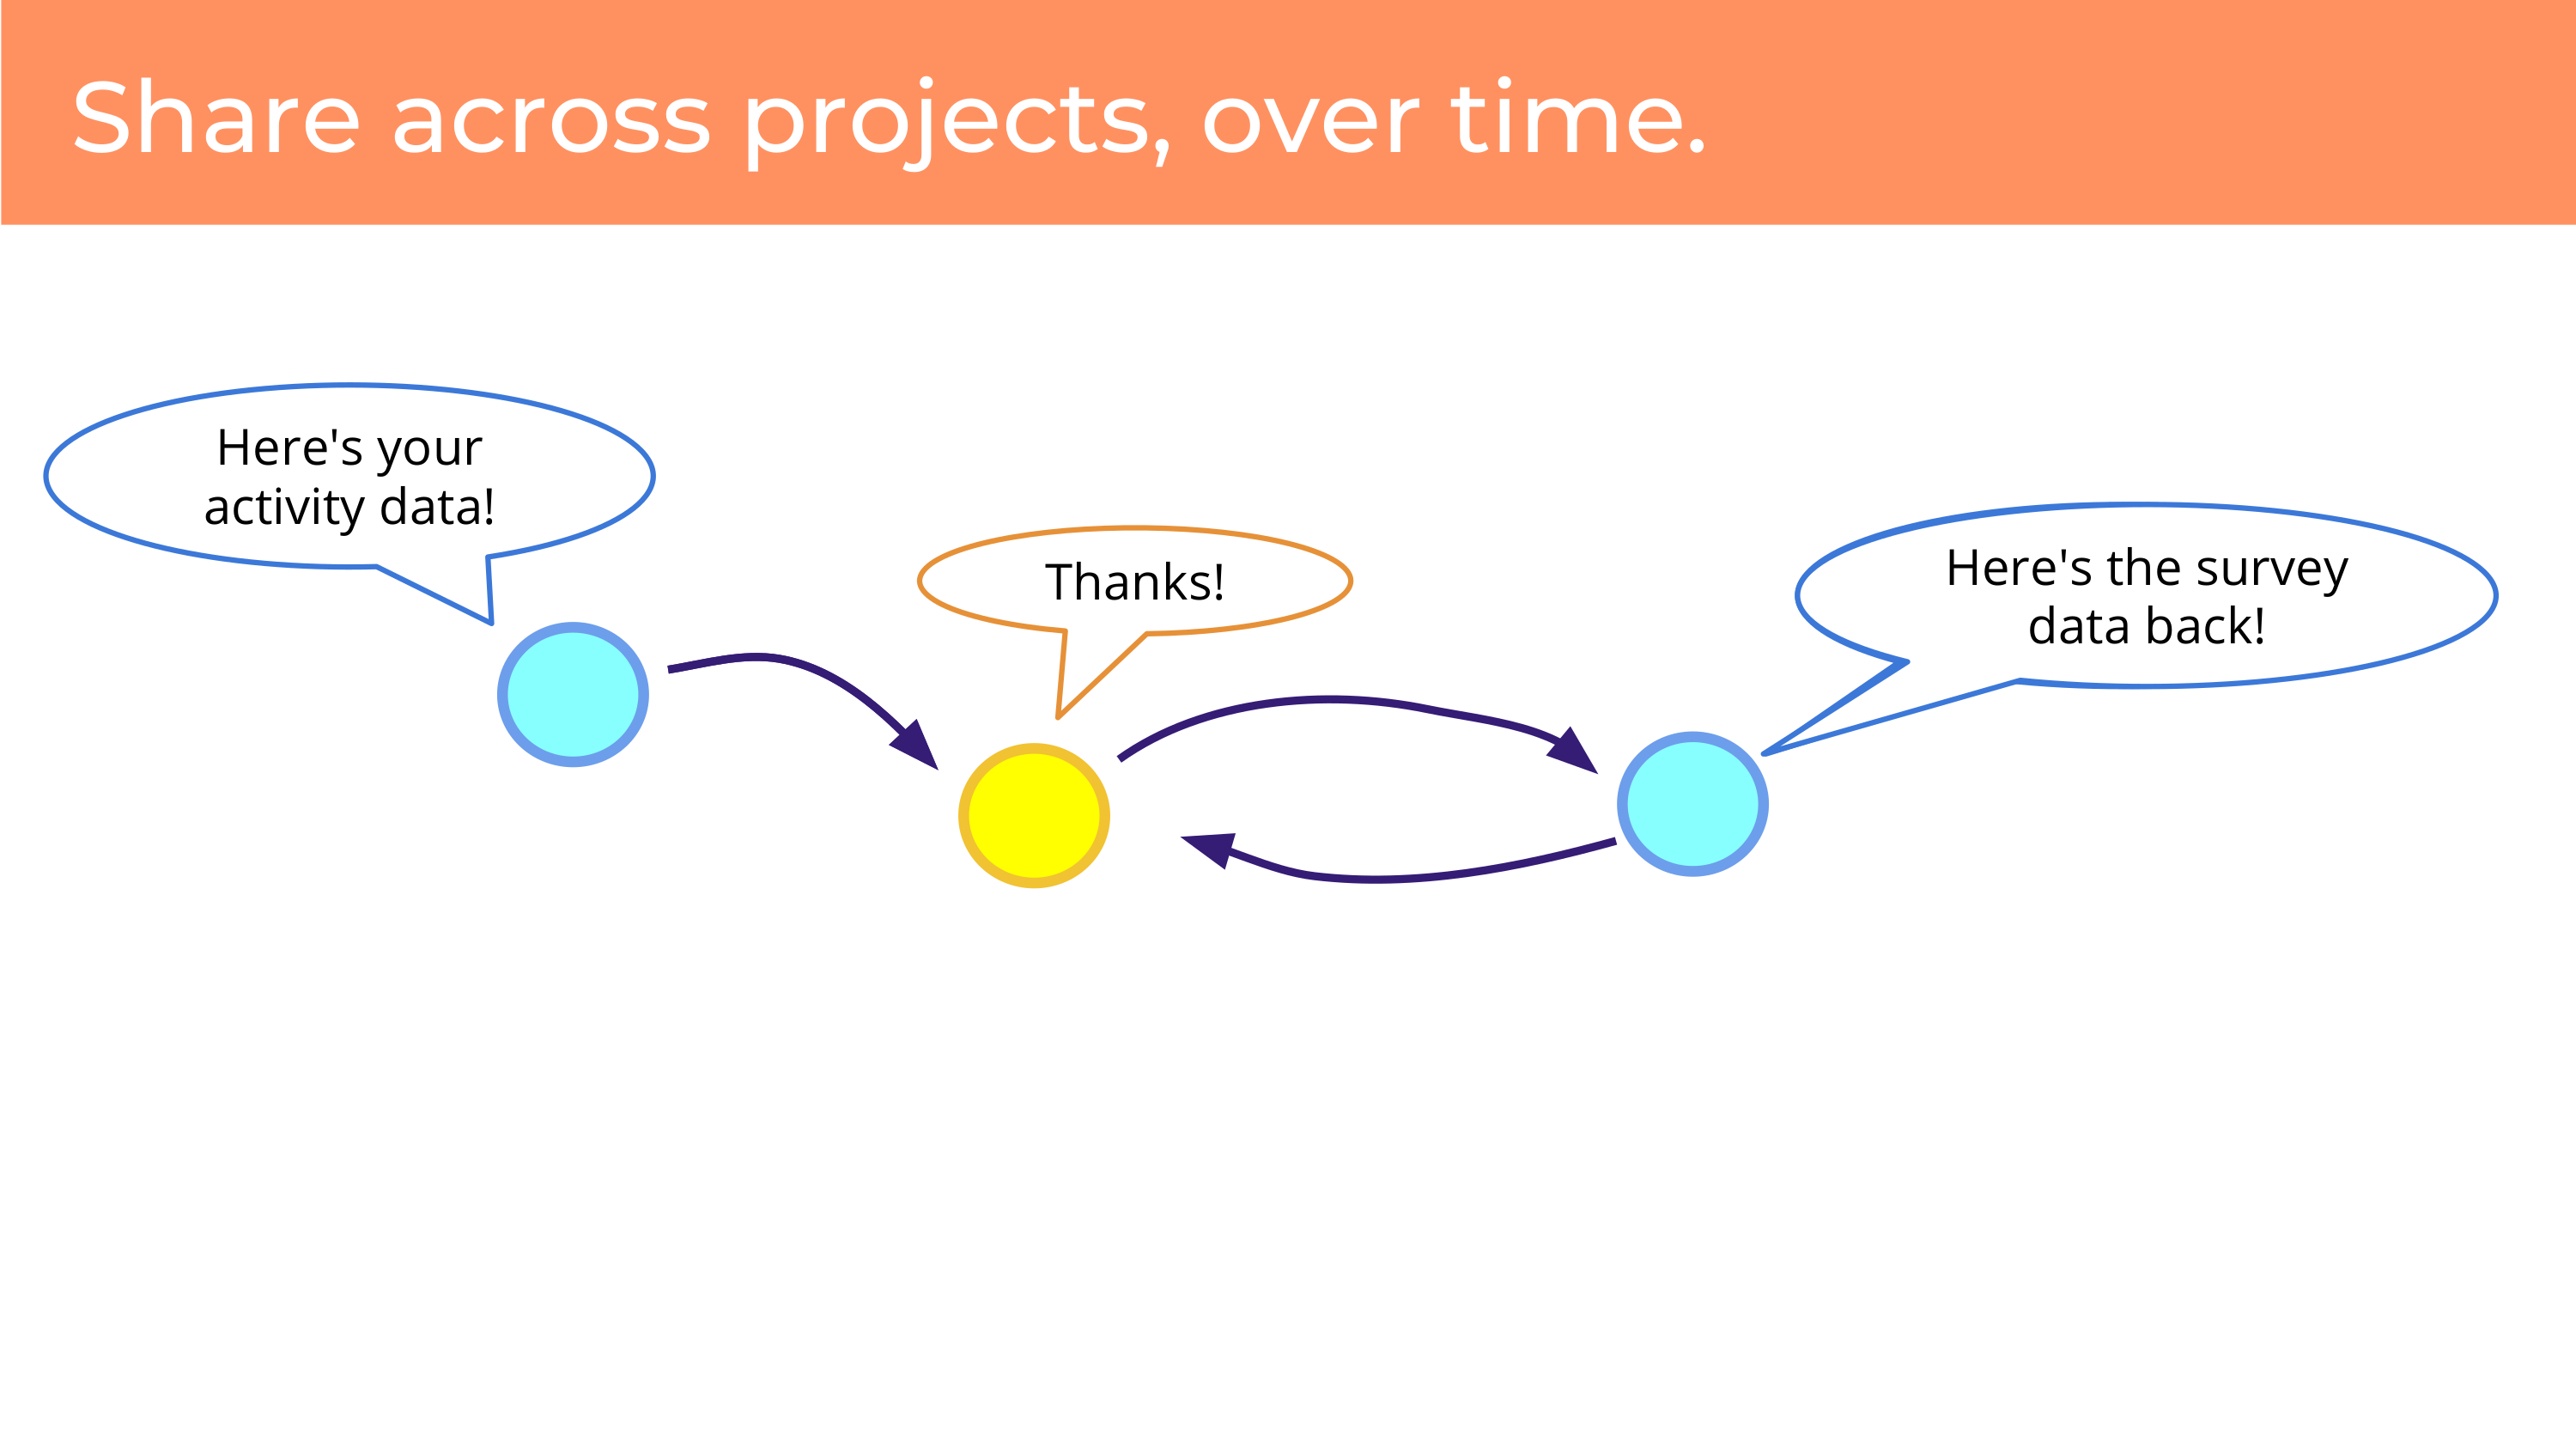 Share across projects, over time.
Here's your
activity data!
Thanks!
Here's the survey
data back!